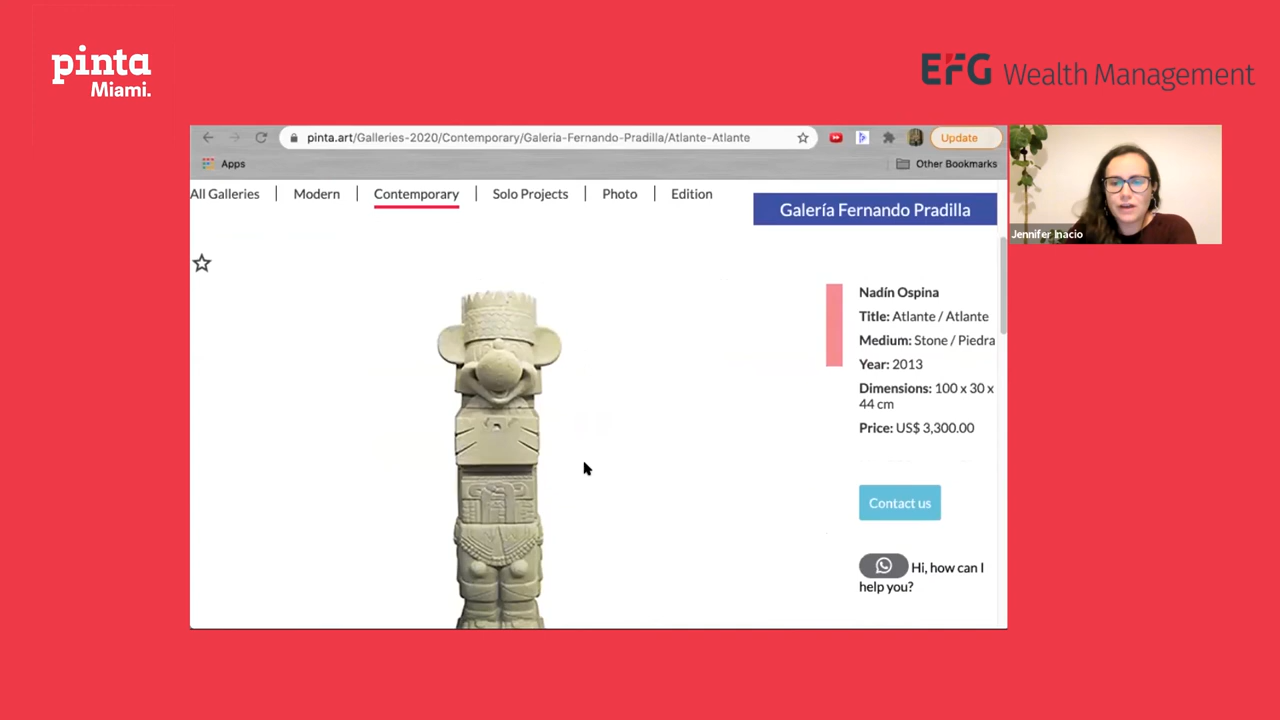 pinta
Miami.
EFG Wealth Management
pinta.art/Galleries-2020/Contemporary/Galeria-Fernando-Pradilla/Atlante-Atlante
Update
Apps
Other Bookmarks
All Galleries | Modern | Contemporary | Solo Projects | Photo | Edition
Galería Fernando Pradilla
Jennifer Inacio
Nadín Ospina
Title: Atlante / Atlante
Medium: Stone / Piedra
Year: 2013
Dimensions: 100 x 30 x
44 cm
Price: US$ 3,300.00
Contact us
Hi, how can I
help you?